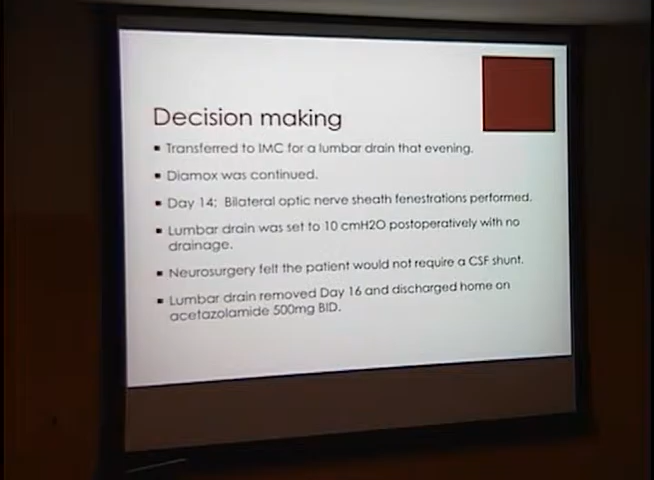 Decision making
▪ Transferred to IMC for a lumbar drain that evening.
▪ Diamox was continued.
▪ Day 14; Bilateral optic nerve sheath fenestrations performed.
▪ Lumbar drain was set to 10 cmH2O postoperatively with no
drainage.
▪ Neurosurgery felt the patient would not require a CSF shunt.
▪ Lumbar drain removed Day 16 and discharged home on
acetazolamide 500mg BID.